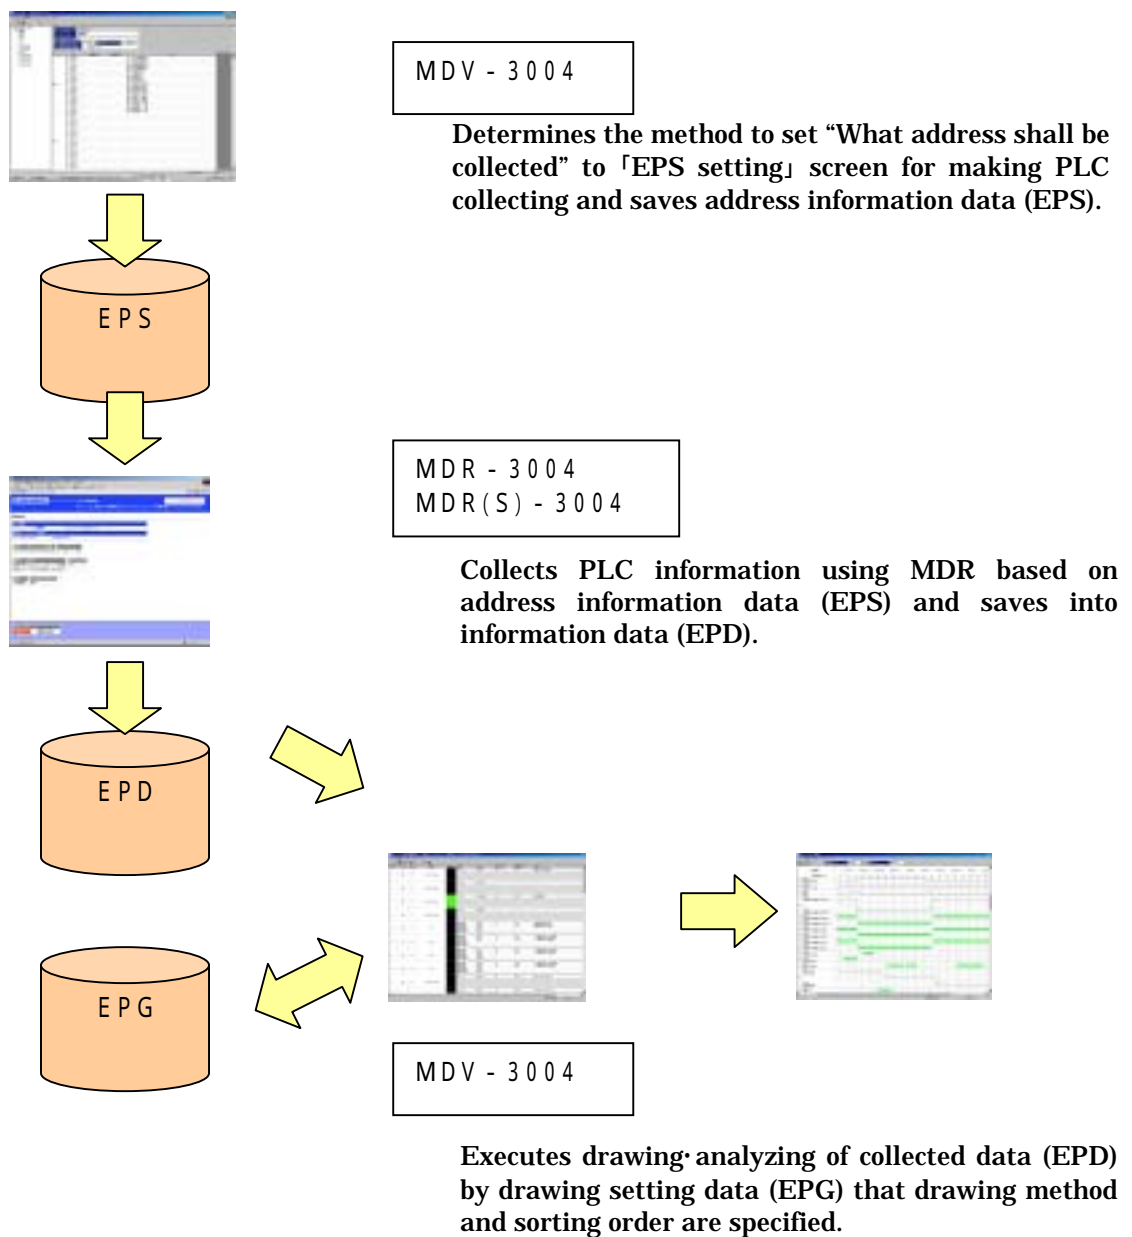 MDV-3004
Determines the method to set “What address shall be
collected” to「EPS setting」screen for making PLC
collecting and saves address information data (EPS).
EPS
MDR-3004
MDR(S)-3004
Collects PLC information using MDR based on
address information data (EPS) and saves into
information data (EPD).
EPD
EPG
MDV-3004
Executes drawing･analyzing of collected data (EPD)
by drawing setting data (EPG) that drawing method
and sorting order are specified.